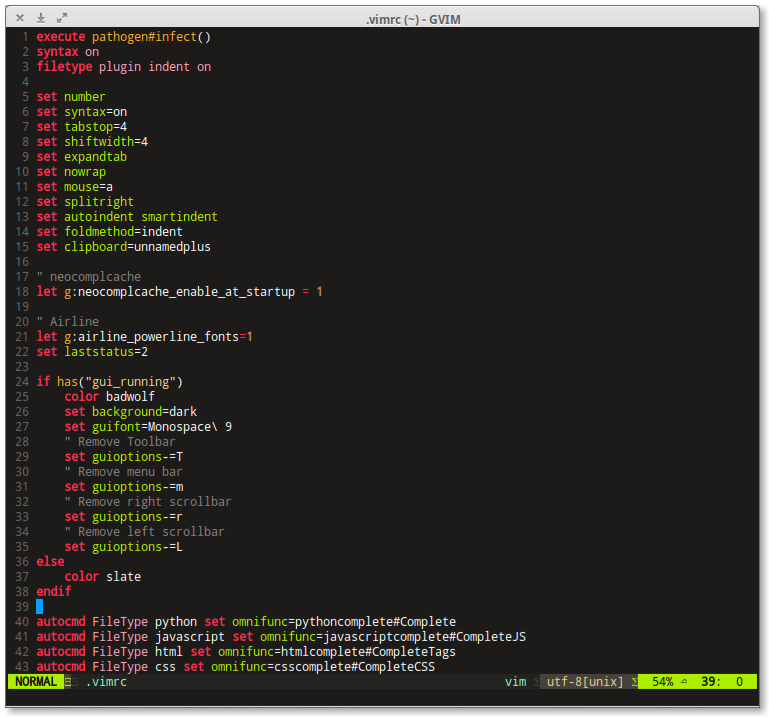 .vimrc (~) - GVIM
1 execute pathogen#infect()
2 syntax on
3 filetype plugin indent on
4
5 set number
6 set syntax=on
7 set tabstop=4
8 set shiftwidth=4
9 set expandtab
10 set nowrap
11 set mouse=a
12 set splitright
13 set autoindent smartindent
14 set foldmethod=indent
15 set clipboard=unnamedplus
16
17 " neocomplcache
18 let g:neocomplcache_enable_at_startup = 1
19
20 " Airline
21 let g:airline_powerline_fonts=1
22 set laststatus=2
23
24 if has("gui_running")
25     color badwolf
26     set background=dark
27     set guifont=Monospace\ 9
28     " Remove Toolbar
29     set guioptions-=T
30     " Remove menu bar
31     set guioptions-=m
32     " Remove right scrollbar
33     set guioptions-=r
34     " Remove left scrollbar
35     set guioptions-=L
36 else
37     color slate
38 endif
39
40 autocmd FileType python set omnifunc=pythoncomplete#Complete
41 autocmd FileType javascript set omnifunc=javascriptcomplete#CompleteJS
42 autocmd FileType html set omnifunc=htmlcomplete#CompleteTags
43 autocmd FileType css set omnifunc=csscomplete#CompleteCSS
NORMAL .vimrc vim utf-8[unix] 54% 39: 0